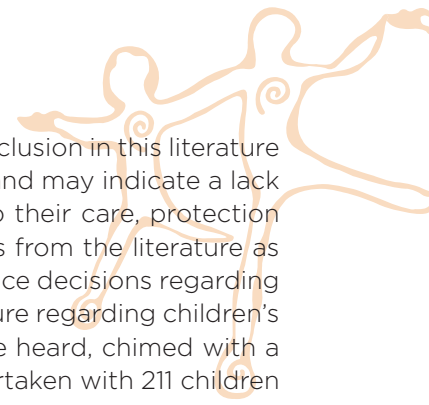 clusion in this literature
and may indicate a lack
their care, protection
s from the literature as
ce decisions regarding
ure regarding children's
e heard, chimed with a
rtaken with 211 children